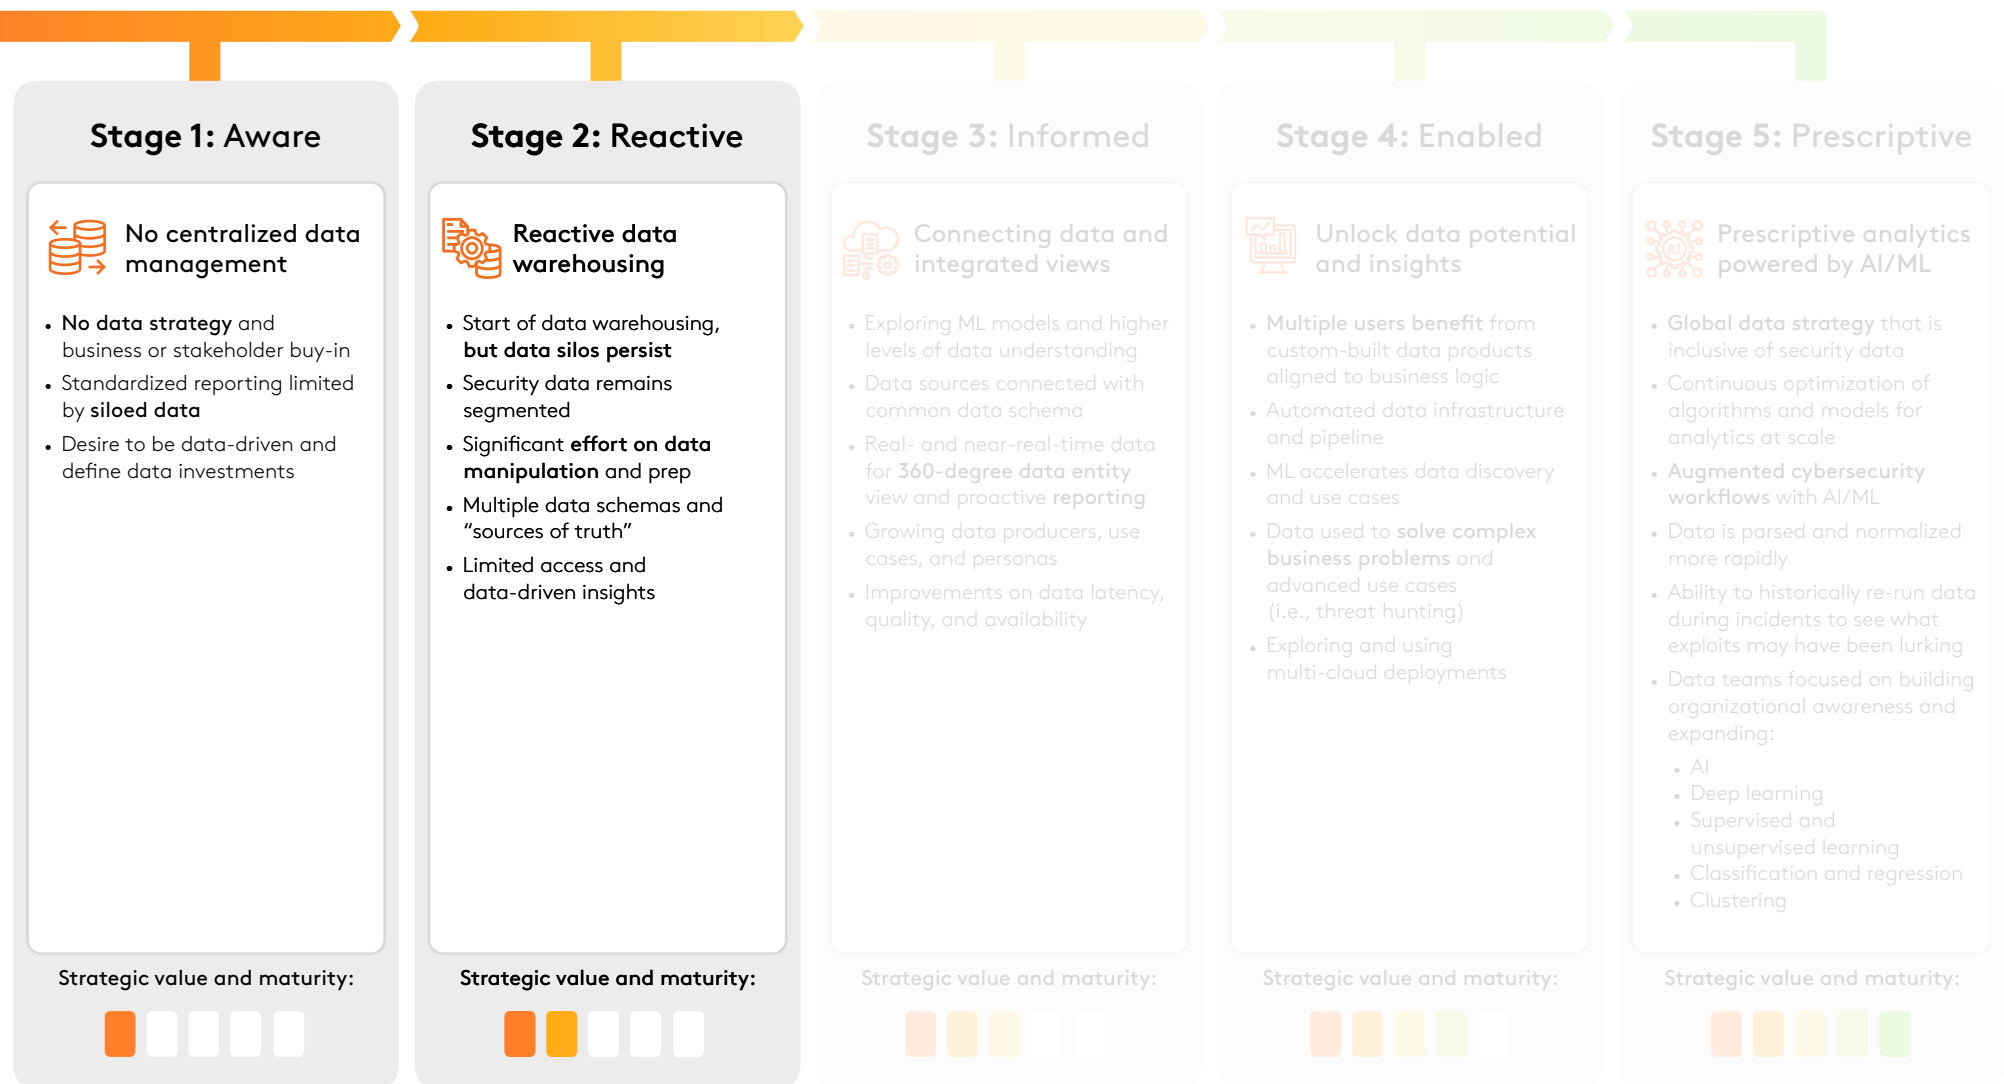 Stage 1: Aware
No centralized data
management
• No data strategy and
business or stakeholder buy-in
• Standardized reporting limited
by siloed data
• Desire to be data-driven and
define data investments
Strategic value and maturity:
Stage 2: Reactive
Reactive data
warehousing
• Start of data warehousing,
but data silos persist
• Security data remains
segmented
• Significant effort on data
manipulation and prep
• Multiple data schemas and
“sources of truth”
• Limited access and
data-driven insights
Strategic value and maturity:
Stage 3: Informed
Connecting data and
integrated views
• Exploring ML models and higher
levels of data understanding
• Data sources connected with
common data schema
• Real- and near-real-time data
for 360-degree data entity
view and proactive reporting
• Growing data producers, use
cases, and personas
• Improvements on data latency,
quality, and availability
Strategic value and maturity:
Stage 4: Enabled
Unlock data potential
and insights
• Multiple users benefit from
custom-built data products
aligned to business logic
• Automated data infrastructure
and pipeline
• ML accelerates data discovery
and use cases
• Data used to solve complex
business problems and
advanced use cases
(i.e., threat hunting)
• Exploring and using
multi-cloud deployments
Strategic value and maturity:
Stage 5: Prescriptive
AI
Prescriptive analytics
powered by AI/ML
• Global data strategy that is
inclusive of security data
• Continuous optimization of
algorithms and models for
analytics at scale
• Augmented cybersecurity
workflows with AI/ML
• Data is parsed and normalized
more rapidly
• Ability to historically re-run data
during incidents to see what
exploits may have been lurking
• Data teams focused on building
organizational awareness and
expanding:
• AI
• Deep learning
• Supervised and
unsupervised learning
• Classification and regression
• Clustering
Strategic value and maturity: